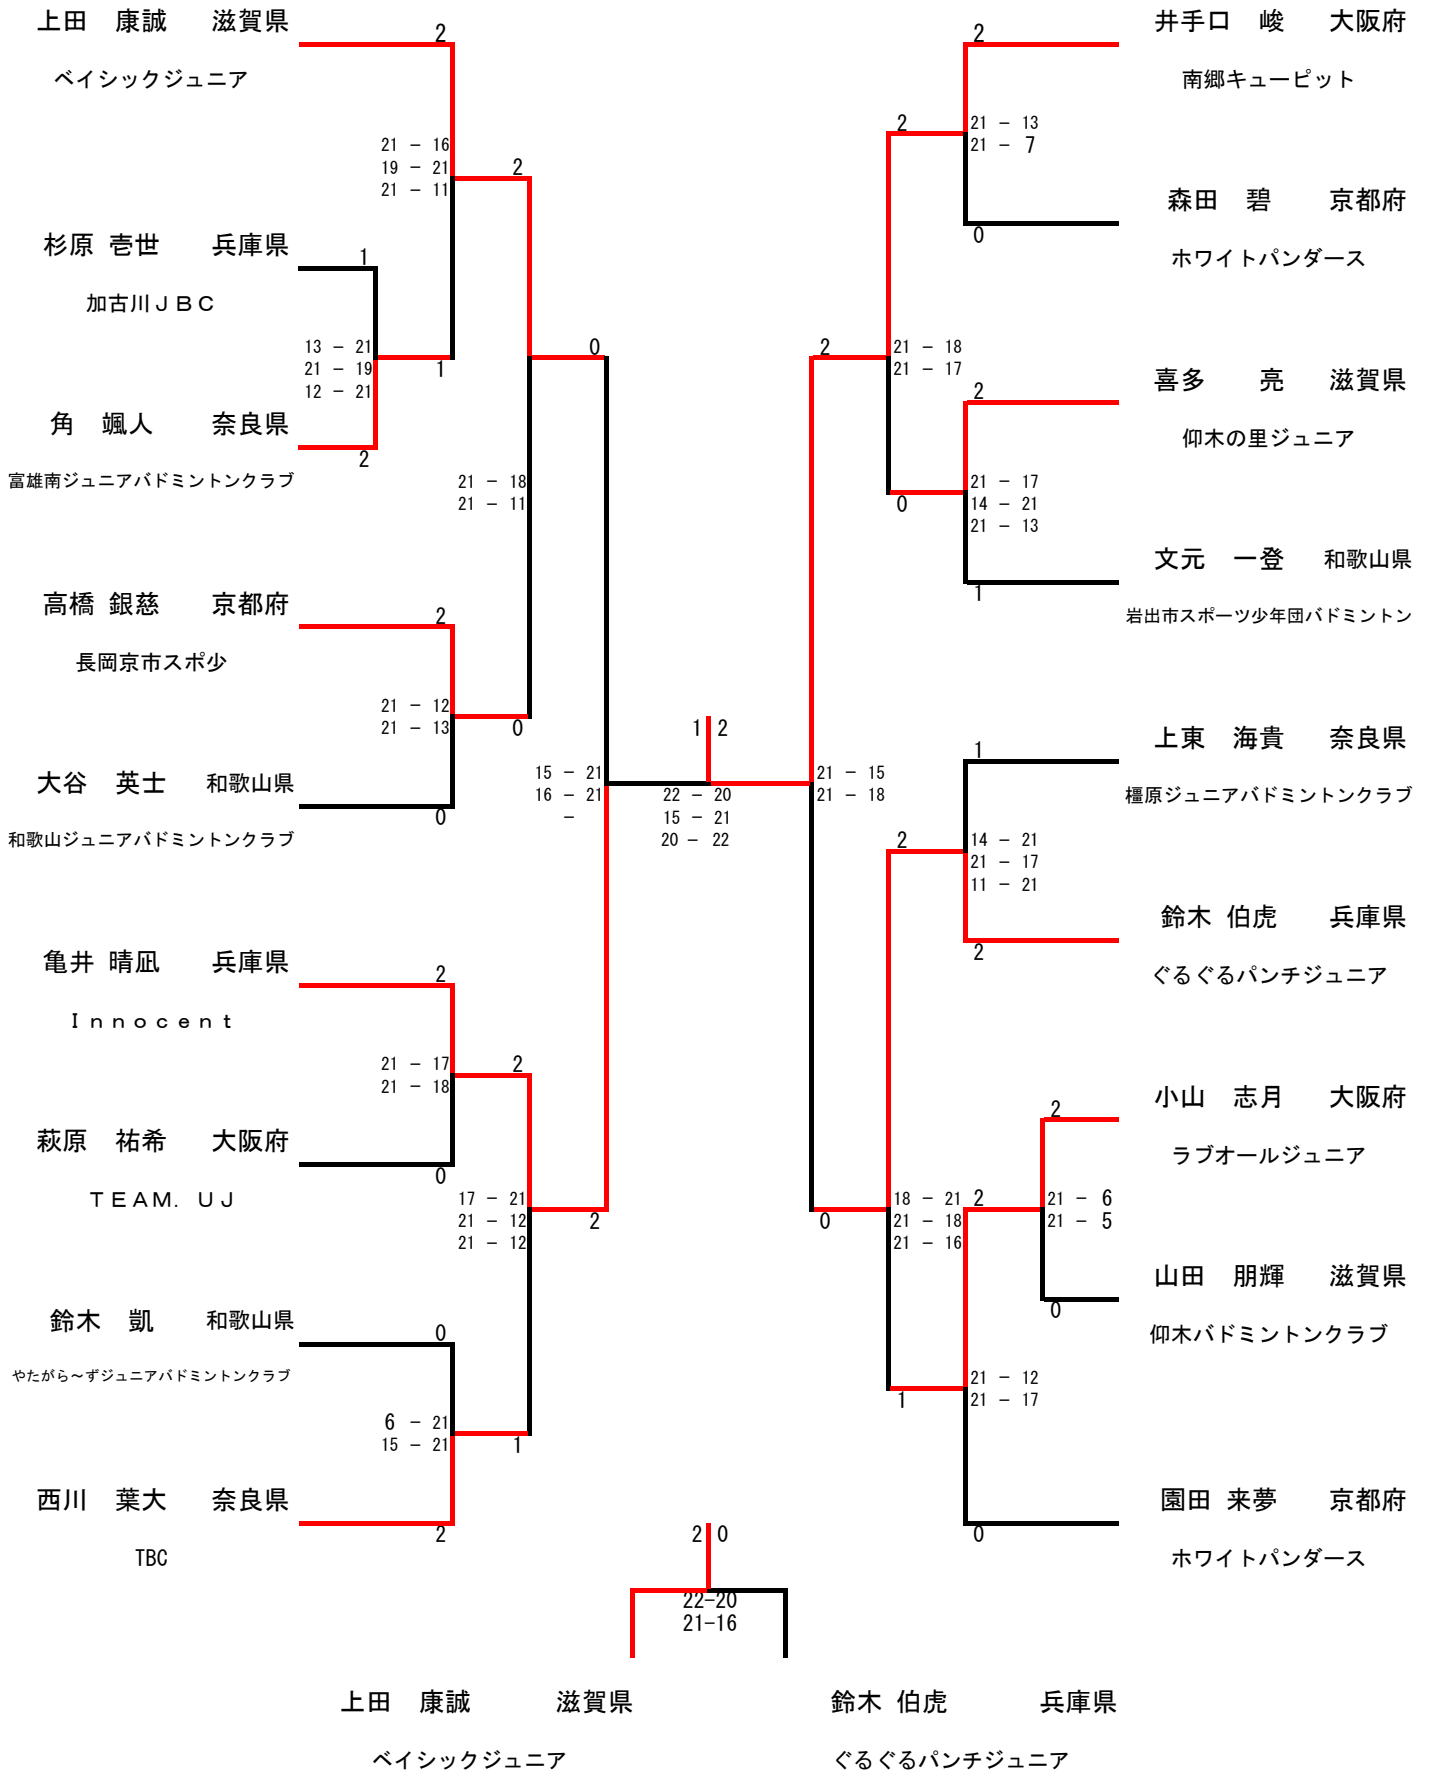 上田 康誠 滋賀県
2
ベイシックジュニア
21 － 16
19 － 21
21 － 11
2
杉原 壱世 兵庫県
1
加古川ＪＢＣ
13 － 21
21 － 19
12 － 21
1
0
角 颯人 奈良県
2
富雄南ジュニアバドミントンクラブ
21 － 18
21 － 11
高橋 銀慈 京都府
2
長岡京市スポ少
21 － 12
21 － 13
0
大谷 英士 和歌山県
0
和歌山ジュニアバドミントンクラブ
15 － 21
16 － 21
－
亀井 晴凪 兵庫県
2
Ｉｎｎｏｃｅｎｔ
21 － 17
21 － 18
2
萩原 祐希 大阪府
0
ＴＥＡＭ．ＵＪ
17 － 21
21 － 12
21 － 12
2
鈴木 凱 和歌山県
0
やたがら～ずジュニアバドミントンクラブ
6 － 21
15 － 21
1
西川 葉大 奈良県
2
TBC
1 2
22 － 20
15 － 21
20 － 22
井手口 峻 大阪府
2
南郷キューピット
2
21 － 13
21 － 7
森田 碧 京都府
0
ホワイトパンダース
2
21 － 18
21 － 17
喜多 亮 滋賀県
2
仰木の里ジュニア
0
21 － 17
14 － 21
21 － 13
文元 一登 和歌山県
1
岩出市スポーツ少年団バドミントン
上東 海貴 奈良県
1
橿原ジュニアバドミントンクラブ
21 － 15
21 － 18
2
14 － 21
21 － 17
11 － 21
鈴木 伯虎 兵庫県
2
ぐるぐるパンチジュニア
小山 志月 大阪府
2
ラブオールジュニア
0
18 － 21
21 － 18
21 － 16
2
21 － 6
21 － 5
山田 朋輝 滋賀県
0
仰木バドミントンクラブ
1
21 － 12
21 － 17
園田 来夢 京都府
0
ホワイトパンダース
2 0
22－20
21－16
上田 康誠 滋賀県
鈴木 伯虎 兵庫県
ベイシックジュニア
ぐるぐるパンチジュニア